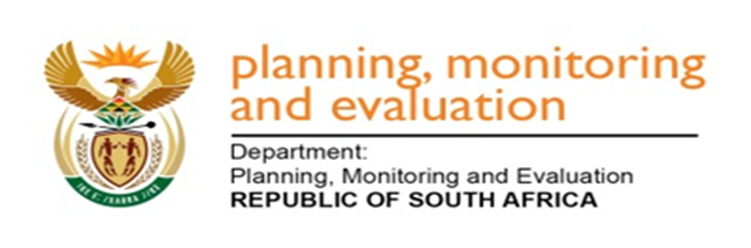 planning, monitoring
and evaluation
Department:
Planning, Monitoring and Evaluation
REPUBLIC OF SOUTH AFRICA